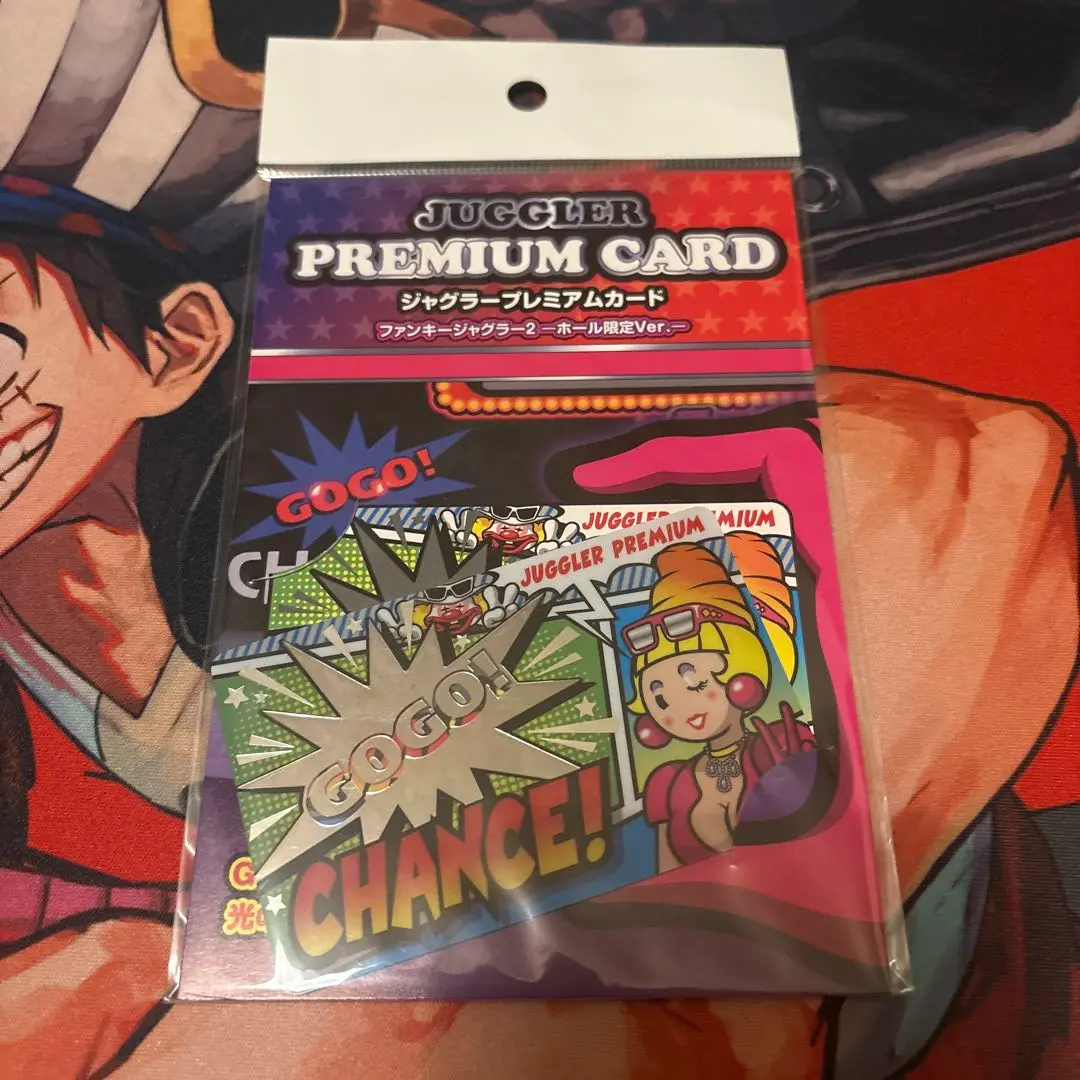 JUGGLER
PREMIUM CARD
ジャグラープレミアムカード
ファンキージャグラー2 ーホール限定Ver.ー
GOGO!
CH
JUGGLER PREMIUM
JUGGLER PREMIUM
GOGO!
CHANCE!
G
光